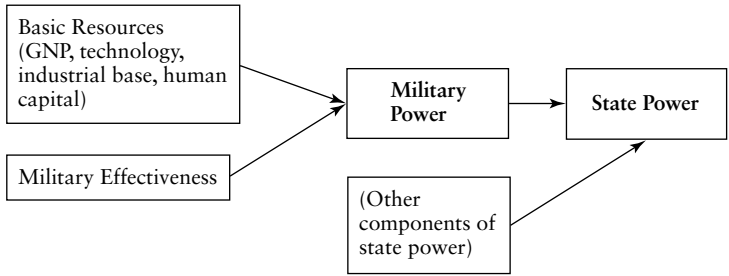 Basic Resources
(GNP, technology,
industrial base, human
capital)
Military Effectiveness
Military
Power
(Other
components of
state power)
State Power